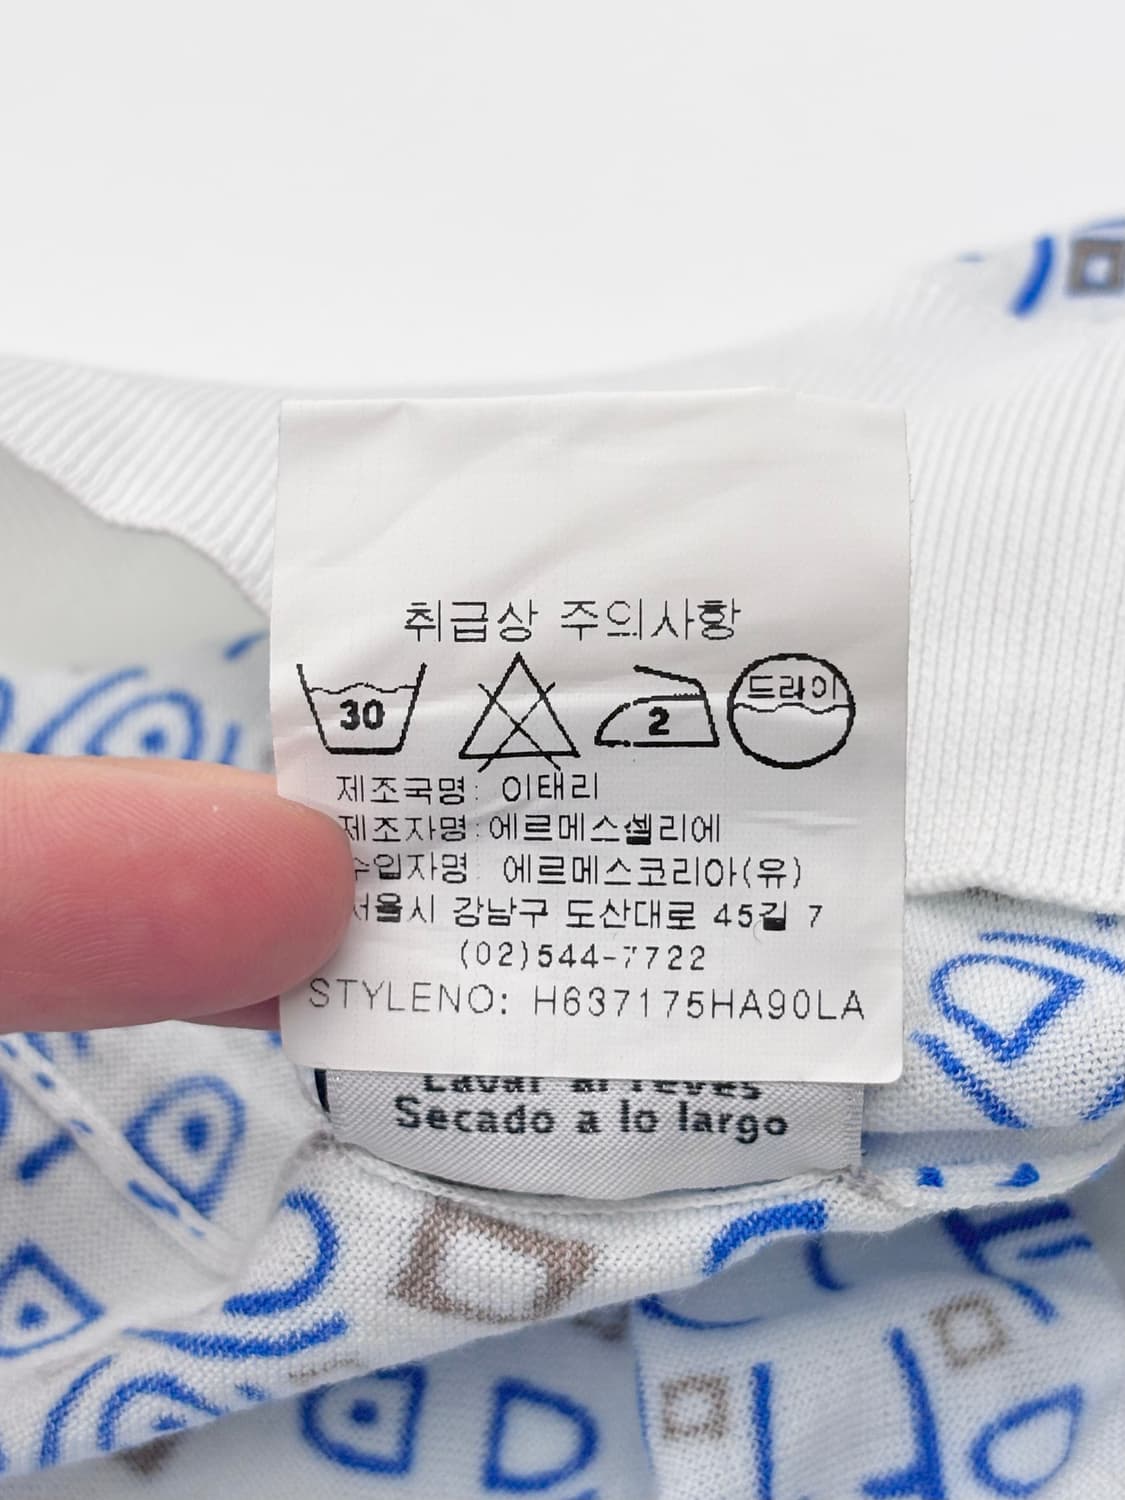 취급상 주의사항
30
2
드라이
제조국명: 이태리
제조자명: 에르메스셀리에
수입자명 에르메스코리아(유)
서울시 강남구 도산대로 45길 7
(02)544-7722
STYLENO: H637175HA90LA
Lavar al revés
Secado a lo largo